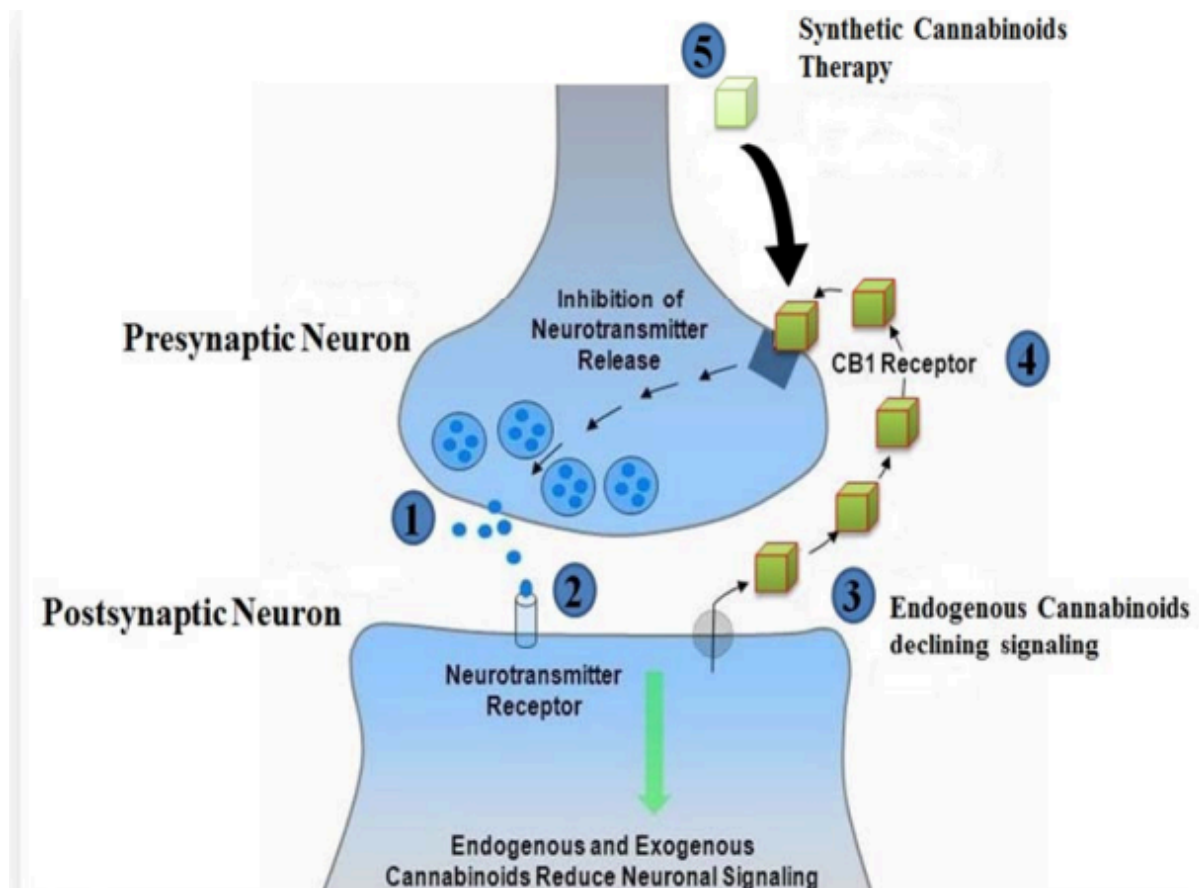 5
Synthetic Cannabinoids
Therapy
Inhibition of
Neurotransmitter
Release
Presynaptic Neuron
CB1 Receptor
4
1
2
3
Postsynaptic Neuron
Endogenous Cannabinoids
declining signaling
Neurotransmitter
Receptor
Endogenous and Exogenous
Cannabinoids Reduce Neuronal Signaling